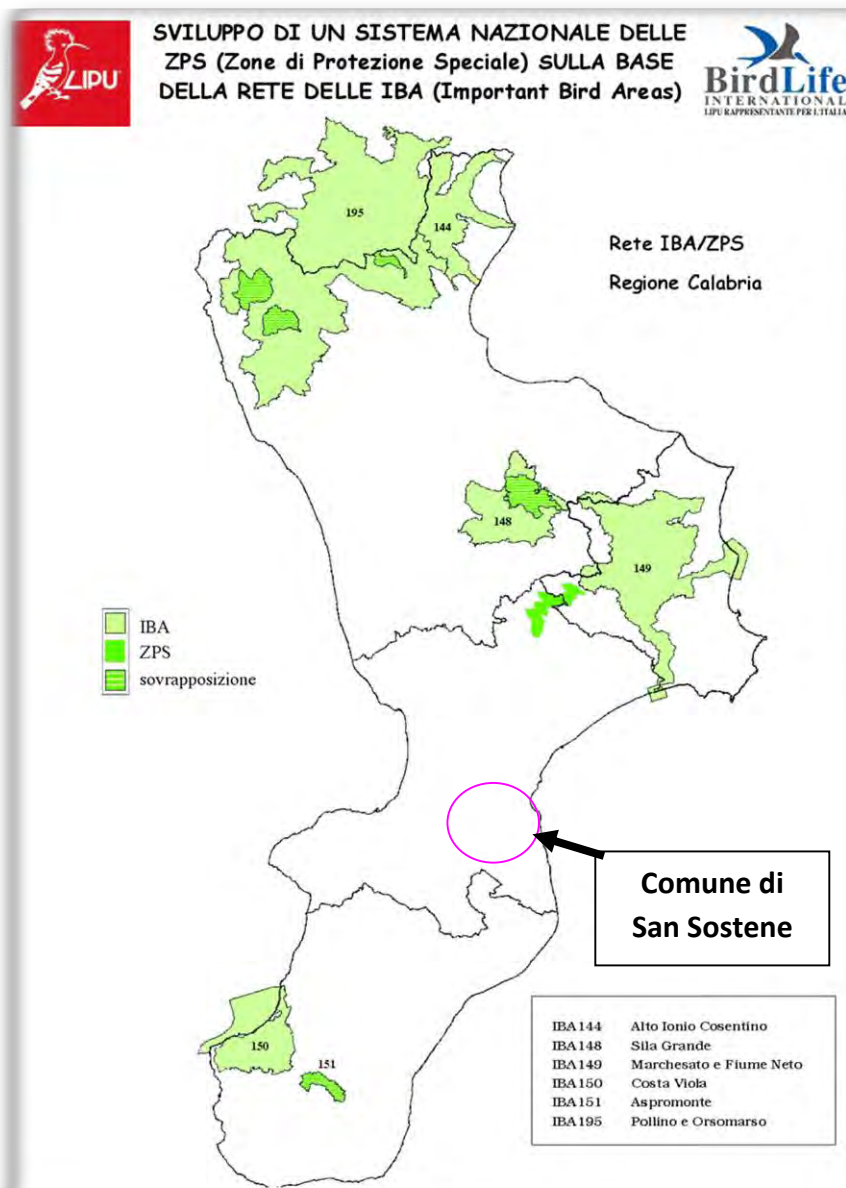 LIPU
SVILUPPO DI UN SISTEMA NAZIONALE DELLE
ZPS (Zone di Protezione Speciale) SULLA BASE
DELLA RETE DELLE IBA (Important Bird Areas)
BirdLife
INTERNATIONAL
LIPU RAPPRESENTANTE PER L'ITALIA
195
144
Rete IBA/ZPS
Regione Calabria
148
149
IBA
ZPS
sovrapposizione
Comune di
San Sostene
150
151
IBA144 Alto Ionio Cosentino
IBA148 Sila Grande
IBA149 Marchesato e Fiume Neto
IBA150 Costa Viola
IBA151 Aspromonte
IBA195 Pollino e Orsomarso